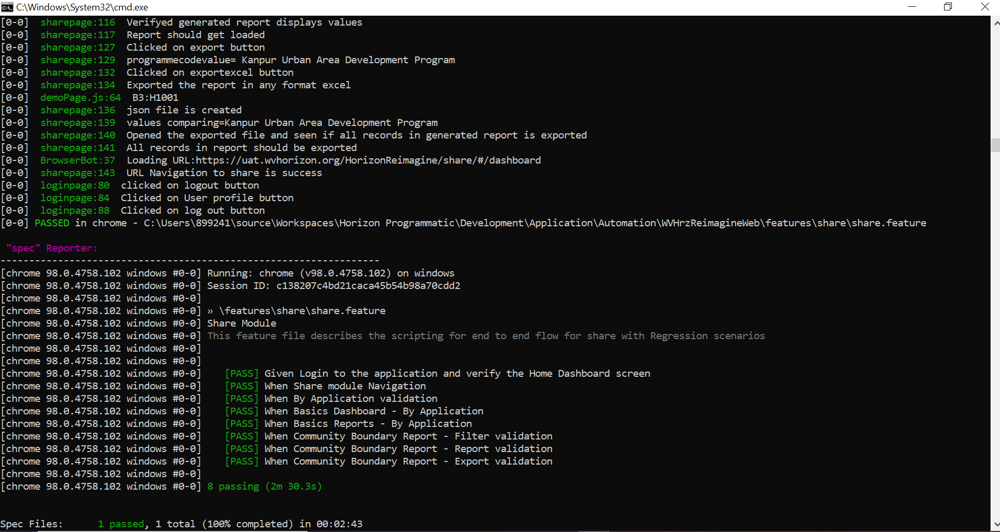 C:\Windows\System32\cmd.exe
[0-0]  sharepage:116  Verifyed generated report displays values
[0-0]  sharepage:117  Report should get loaded
[0-0]  sharepage:127  Clicked on export button
[0-0]  sharepage:129  programmecodevalue= Kanpur Urban Area Development Program
[0-0]  sharepage:132  Clicked on exportexcel button
[0-0]  sharepage:134  Exported the report in any format excel
[0-0]  demoPage.js:64  B3:H1001
[0-0]  sharepage:136  json file is created
[0-0]  sharepage:139  values comparing=Kanpur Urban Area Development Program
[0-0]  sharepage:140  Opened the exported file and seen if all records in generated report is exported
[0-0]  sharepage:141  All records in report should be exported
[0-0]  BrowserBot:37  Loading URL:https://uat.wvhorizon.org/HorizonReimagine/share/#/dashboard
[0-0]  sharepage:143  URL Navigation to share is success
[0-0]  loginpage:80  clicked on logout button
[0-0]  loginpage:84  Clicked on User profile button
[0-0]  loginpage:88  Clicked on log out button
[0-0] PASSED in chrome - C:\Users\899241\source\Workspaces\Horizon Programmatic\Development\Application\Automation\WVHrzReimagineWeb\features\share\share.feature
"spec" Reporter:
------------------------------------------------------------------
[chrome 98.0.4758.102 windows #0-0] Running: chrome (v98.0.4758.102) on windows
[chrome 98.0.4758.102 windows #0-0] Session ID: c138207c4bd21caca45b54b98a70cdd2
[chrome 98.0.4758.102 windows #0-0]
[chrome 98.0.4758.102 windows #0-0] » \features\share\share.feature
[chrome 98.0.4758.102 windows #0-0] Share Module
[chrome 98.0.4758.102 windows #0-0] This feature file describes the scripting for end to end flow for share with Regression scenarios
[chrome 98.0.4758.102 windows #0-0]
[chrome 98.0.4758.102 windows #0-0]
[chrome 98.0.4758.102 windows #0-0]    [PASS] Given Login to the application and verify the Home Dashboard screen
[chrome 98.0.4758.102 windows #0-0]    [PASS] When Share module Navigation
[chrome 98.0.4758.102 windows #0-0]    [PASS] When By Application validation
[chrome 98.0.4758.102 windows #0-0]    [PASS] When Basics Dashboard - By Application
[chrome 98.0.4758.102 windows #0-0]    [PASS] When Basics Reports - By Application
[chrome 98.0.4758.102 windows #0-0]    [PASS] When Community Boundary Report - Filter validation
[chrome 98.0.4758.102 windows #0-0]    [PASS] When Community Boundary Report - Report validation
[chrome 98.0.4758.102 windows #0-0]    [PASS] When Community Boundary Report - Export validation
[chrome 98.0.4758.102 windows #0-0]
[chrome 98.0.4758.102 windows #0-0] 8 passing (2m 30.3s)
Spec Files:      1 passed, 1 total (100% completed) in 00:02:43